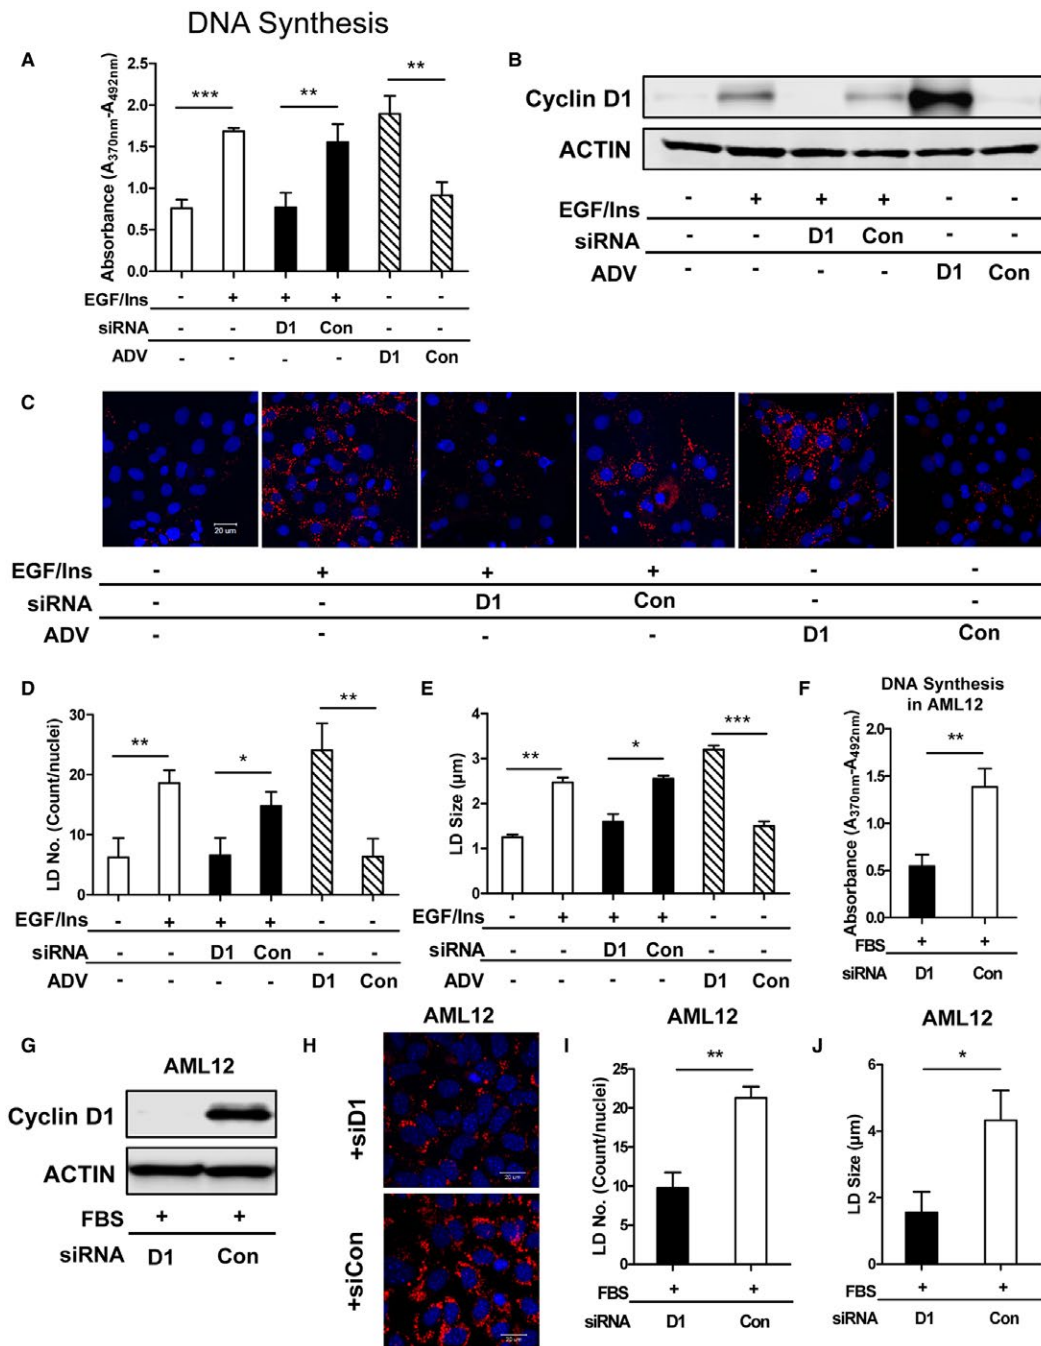 DNA Synthesis
A
Absorbance (A370nm-A492nm)
2.5
2.0
1.5
1.0
0.5
0.0
*** ** **
EGF/Ins - + + + - -
siRNA - - D1 Con - -
ADV - - - - D1 Con
B
Cyclin D1
ACTIN
EGF/Ins - + + + - -
siRNA - - D1 Con - -
ADV - - - - D1 Con
C
20 um
EGF/Ins - + + + - -
siRNA - - D1 Con - -
ADV - - - - D1 Con
D
LD No. (Count/nuclei)
30
20
10
0
** * **
EGF/Ins - + + + - -
siRNA - - D1 Con - -
ADV - - - - D1 Con
E
LD Size (µm)
4
3
2
1
0
** * ***
EGF/Ins - + + + - -
siRNA - - D1 Con - -
ADV - - - - D1 Con
F
DNA Synthesis
in AML12
Absorbance (A370nm-A492nm)
2.0
1.5
1.0
0.5
0.0
**
FBS + +
siRNA D1 Con
G
AML12
Cyclin D1
ACTIN
FBS + +
siRNA D1 Con
H
AML12
+siD1
20 um
+siCon
20 um
I
AML12
LD No. (Count/nuclei)
25
20
15
10
5
0
**
FBS + +
siRNA D1 Con
J
AML12
LD Size (µm)
6
4
2
0
*
FBS + +
siRNA D1 Con